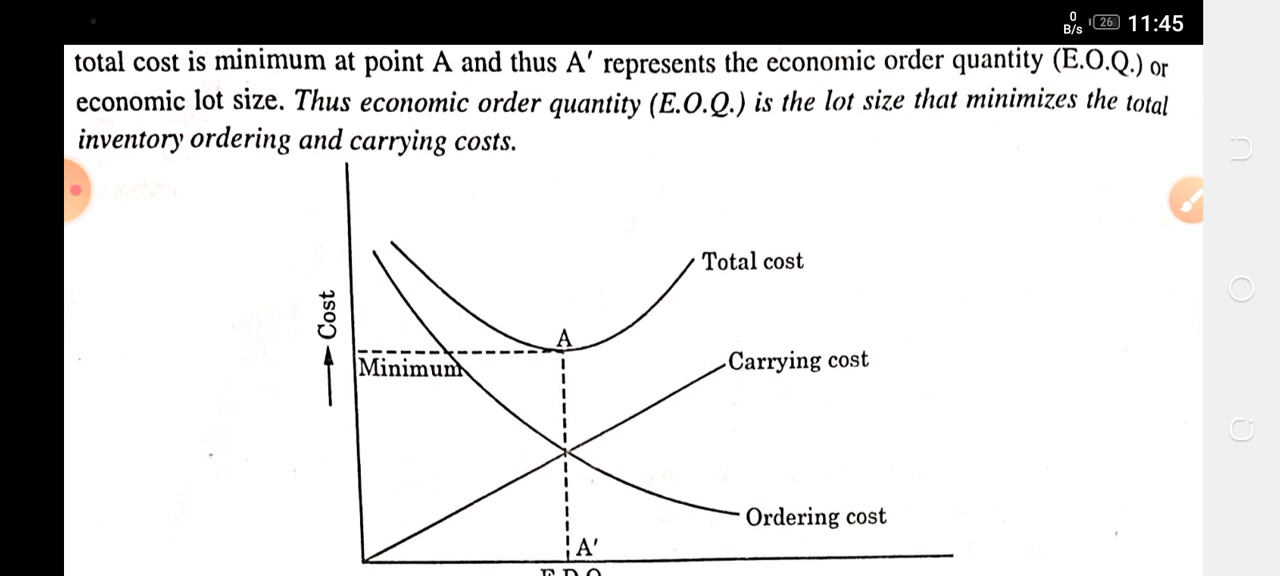 0
B/s
26
11:45
total cost is minimum at point A and thus A′ represents the economic order quantity (E.O.Q.) or
economic lot size. Thus economic order quantity (E.O.Q.) is the lot size that minimizes the total
inventory ordering and carrying costs.
Total cost
Cost
A
Minimum
Carrying cost
Ordering cost
A′